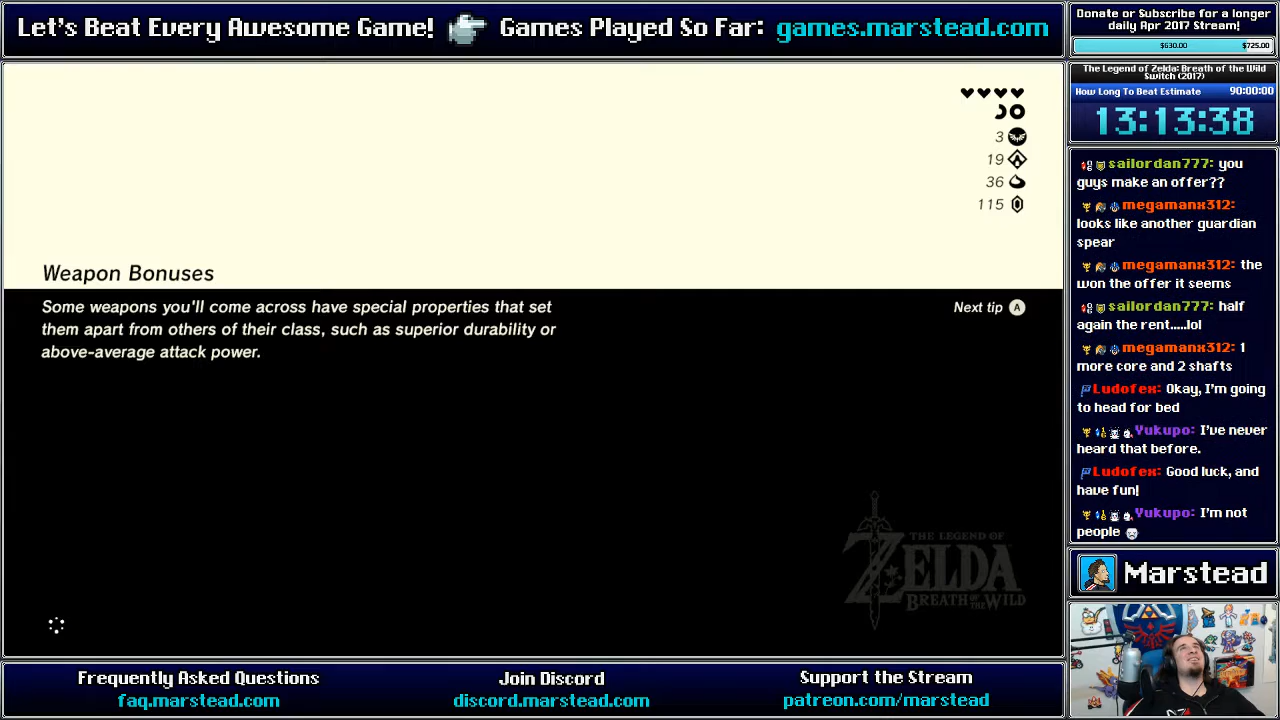 Let's Beat Every Awesome Game! Games Played So Far: games.marstead.com
Donate or Subscribe for a longer
daily Apr 2017 Stream!
$630.00 $725.00
The Legend of Zelda: Breath of the Wild
Switch (2017)
How Long To Beat Estimate 90:00:00
13:13:38
3
19
36
115
Weapon Bonuses
Some weapons you'll come across have special properties that set
them apart from others of their class, such as superior durability or
above-average attack power.
Next tip A
THE LEGEND OF
ZELDA
BREATH OF THE WILD
sailordan777: you
guys make an offer??
megamanx312:
looks like another guardian
spear
megamanx312: the
won the offer it seems
sailordan777: half
again the rent.....lol
megamanx312: 1
more core and 2 shafts
Ludofex: Okay, I'm going
to head for bed
Yukupo: I've never
heard that before.
Ludofex: Good luck, and
have fun!
Yukupo: I'm not
people
Marstead
Frequently Asked Questions
faq.marstead.com
Join Discord
discord.marstead.com
Support the Stream
patreon.com/marstead